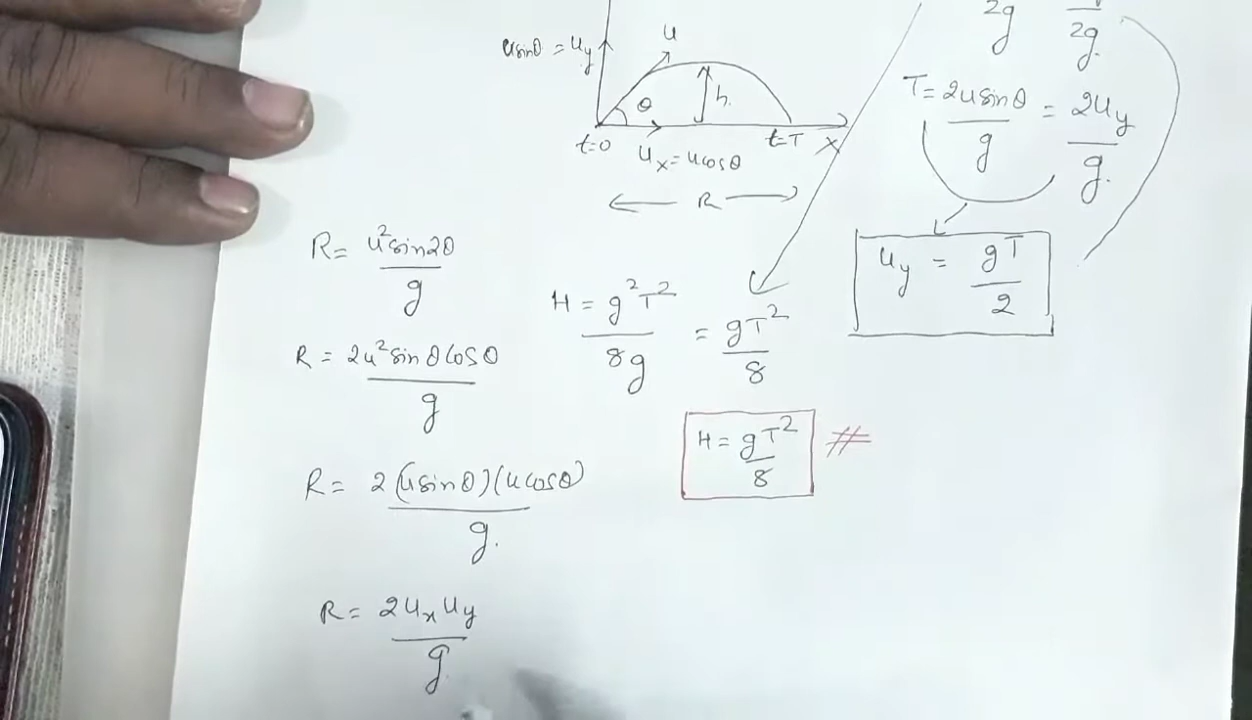 2g
2g.
usinθ = uy
u
θ
h.
t=0
t=T
X
ux = ucosθ
← R →
T = 2usinθ/g = 2uy/g.
uy = gT/2
R = u²sin2θ/g
H = g²T²/8g = gT²/8
R = 2u²sinθcosθ/g
H = gT²/8 #
R = 2(usinθ)(ucosθ)/g.
R = 2uxuy/g.